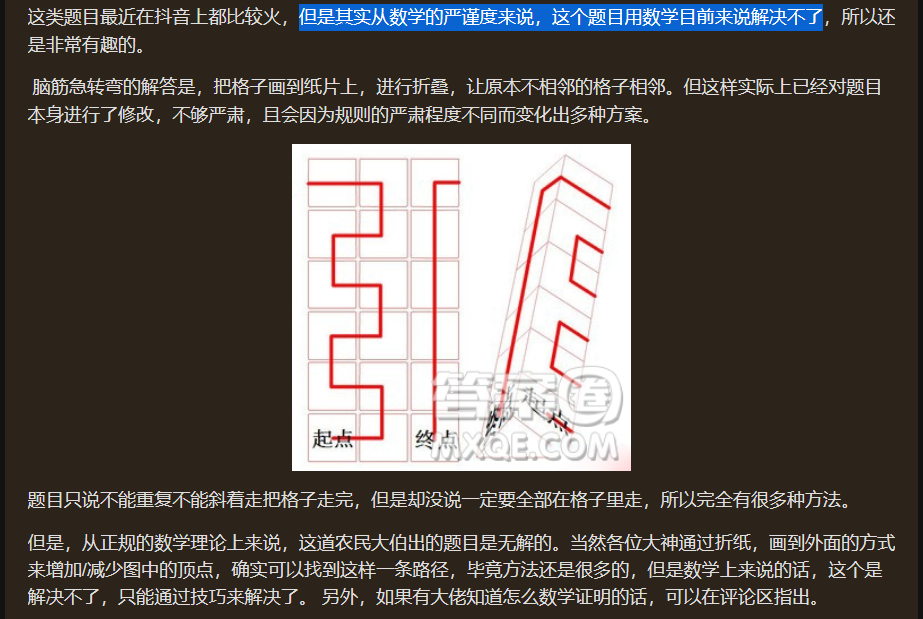 这类题目最近在抖音上都比较火，但是其实从数学的严谨度来说，这个题目用数学目前来说解决不了，所以还
是非常有趣的。
脑筋急转弯的解答是，把格子画到纸片上，进行折叠，让原本不相邻的格子相邻。但这样实际上已经对题目
本身进行了修改，不够严肃，且会因为规则的严肃程度不同而变化出多种方案。
答案圈
起点
终点
起点
MXQE.COM
题目只说不能重复不能斜着走把格子走完，但是却没说一定要全部在格子里走，所以完全有很多种方法。
但是，从正规的数学理论上来说，这道农民大伯出的题目是无解的。当然各位大神通过折纸，画到外面的方式
来增加/减少图中的顶点，确实可以找到这样一条路径，毕竟方法还是很多的，但是数学上来说的话，这个是
解决不了，只能通过技巧来解决了。 另外，如果有大佬知道怎么数学证明的话，可以在评论区指出。